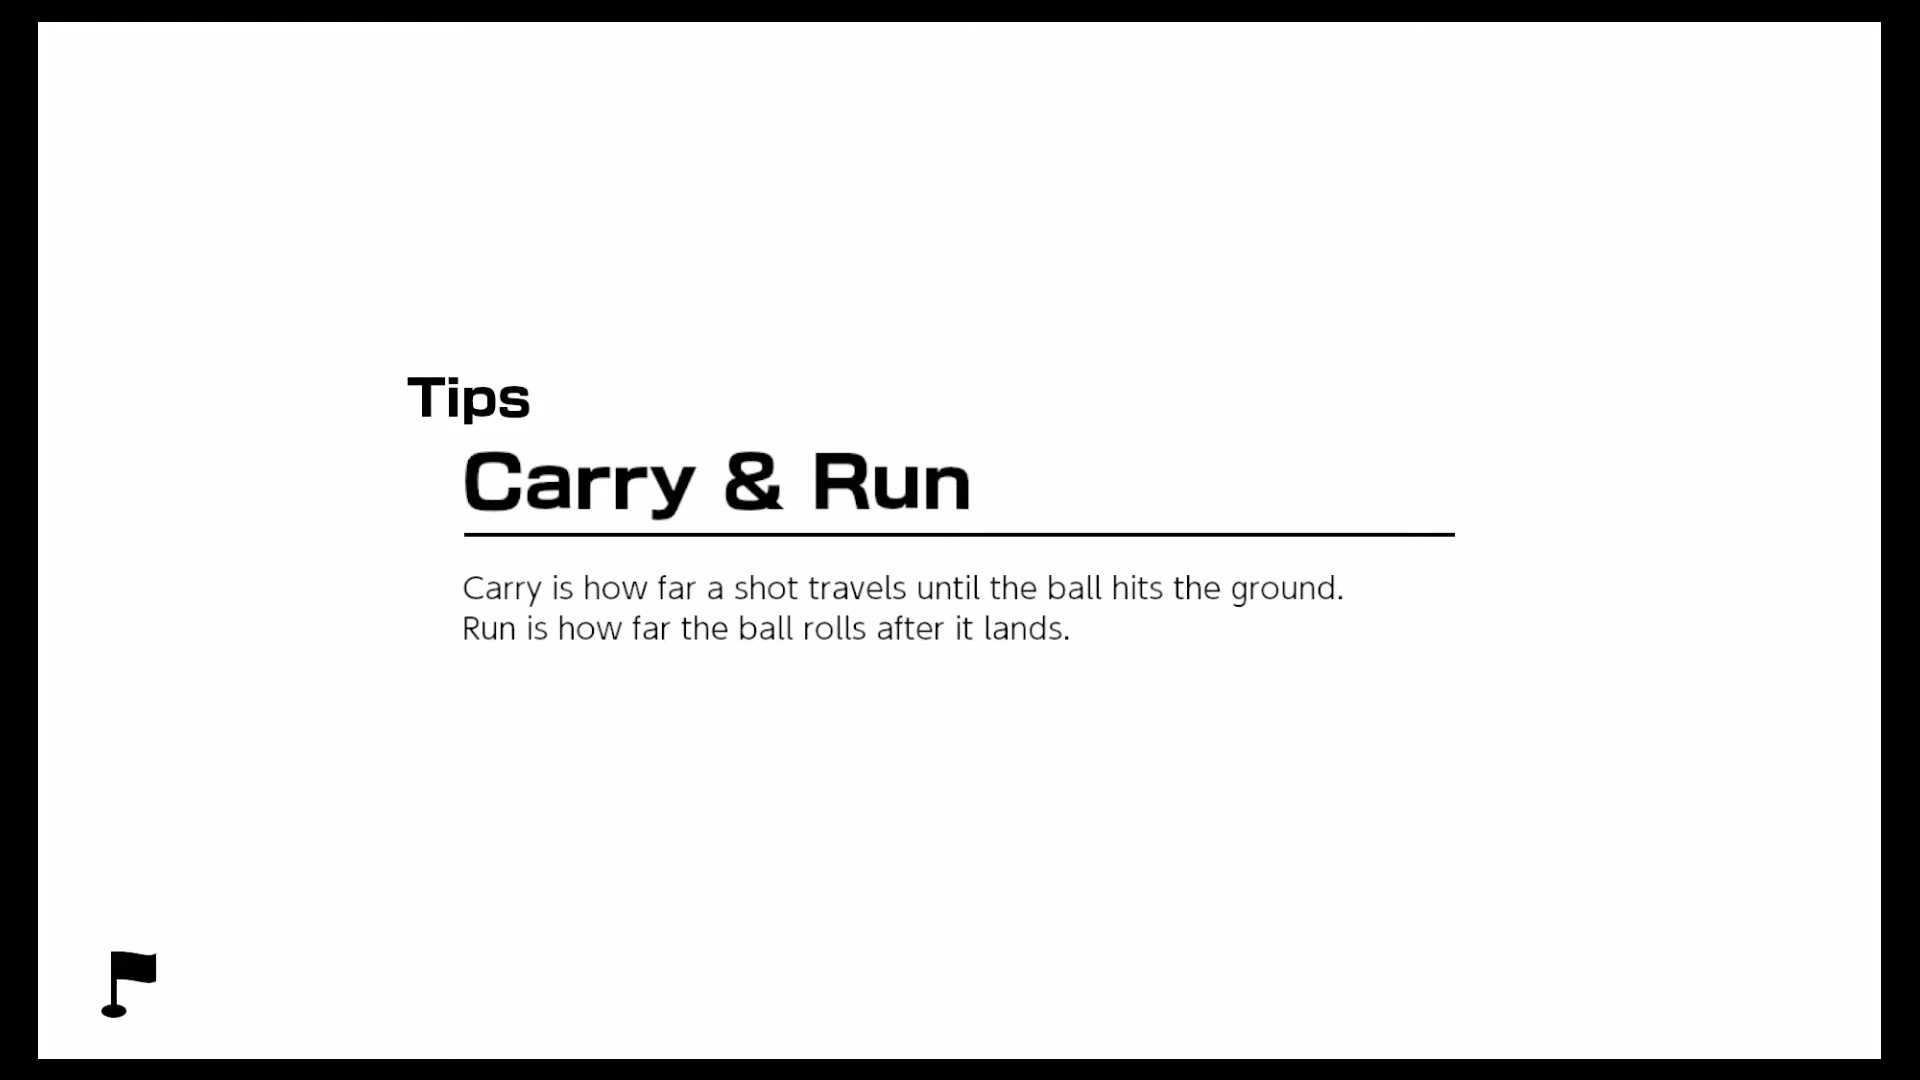 Tips
Carry & Run
Carry is how far a shot travels until the ball hits the ground.
Run is how far the ball rolls after it lands.